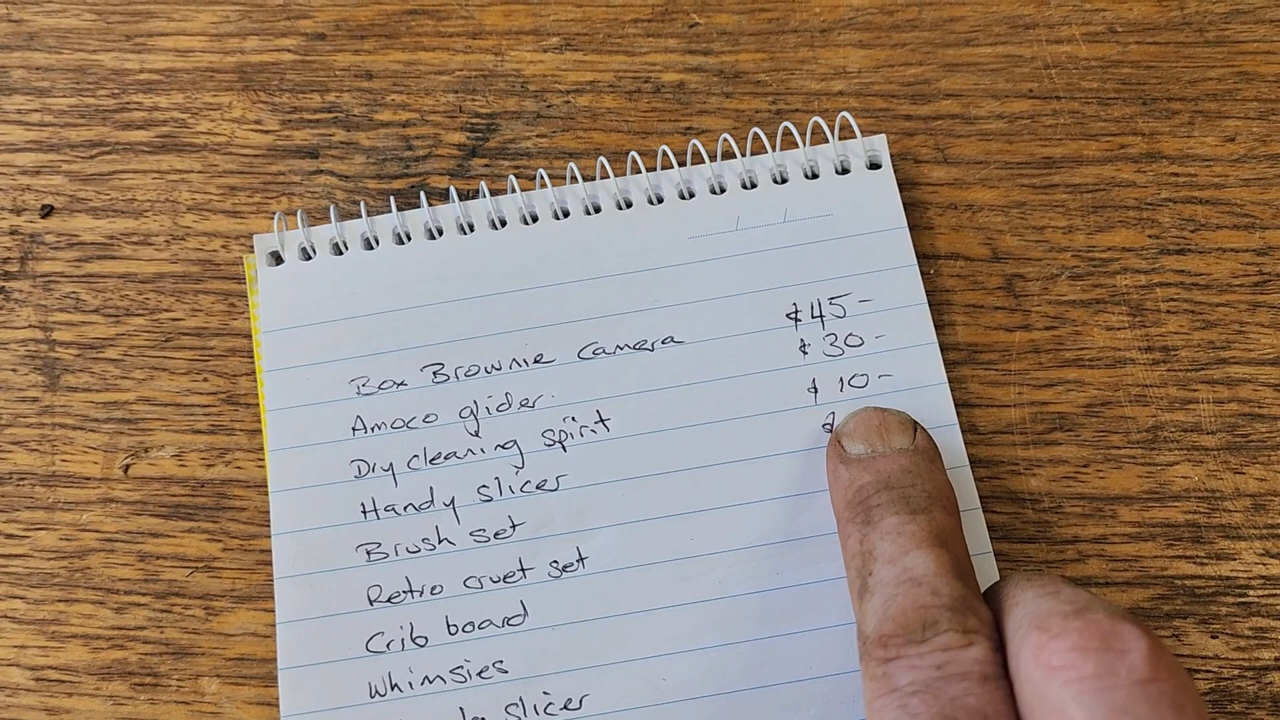 Box Brownie Camera $45-
Amoco glider. $30-
Dry cleaning spirit $10-
Handy slicer $
Brush set
Retro cruet set
Crib board
Whimsies
slicer